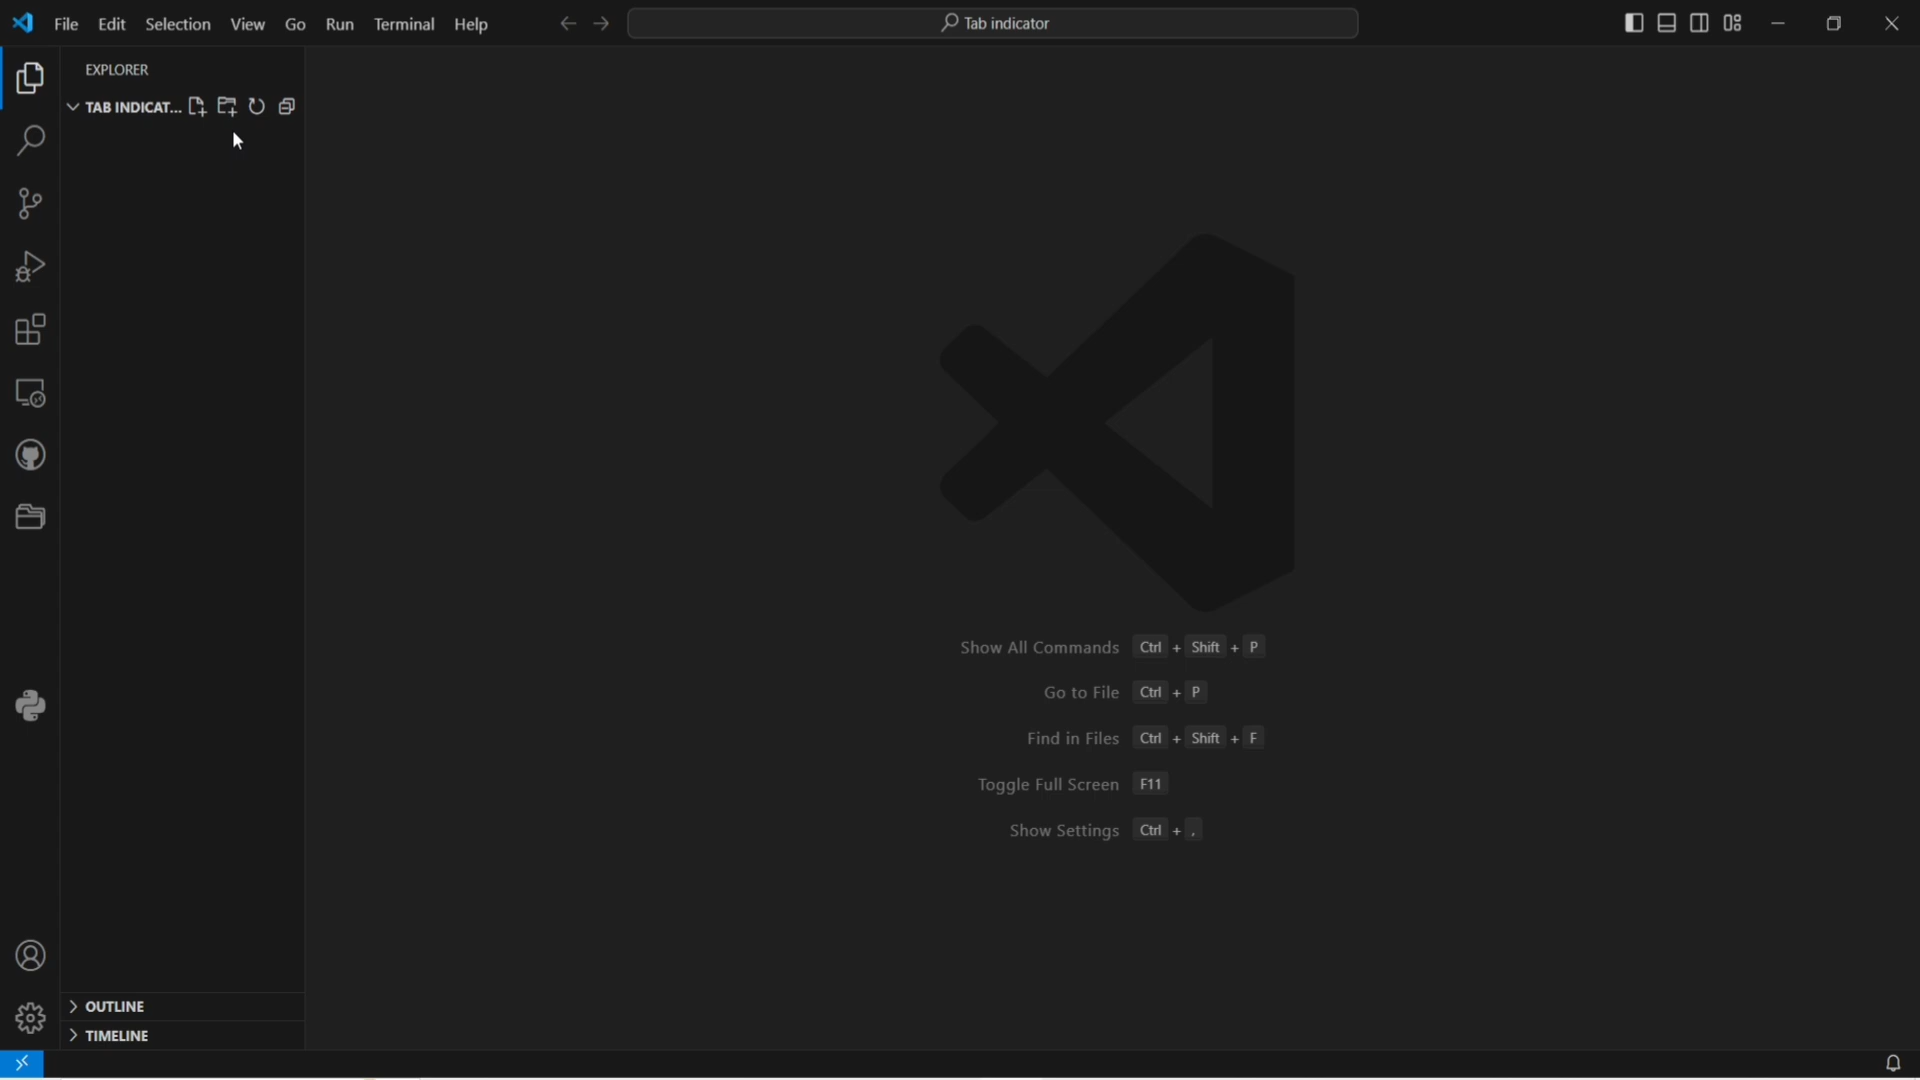 File Edit Selection View Go Run Terminal Help
Tab indicator
EXPLORER
TAB INDICAT...
Show All Commands Ctrl + Shift + P
Go to File Ctrl + P
Find in Files Ctrl + Shift + F
Toggle Full Screen F11
Show Settings Ctrl + ,
OUTLINE
TIMELINE